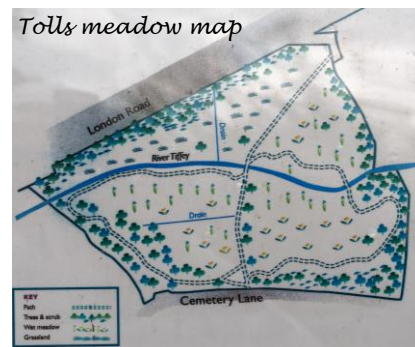 Tolls meadow map
London Road
Drain
River Tiffey
Drain
Cemetery Lane
KEY
Path
Trees & scrub
Wet meadow
Grassland